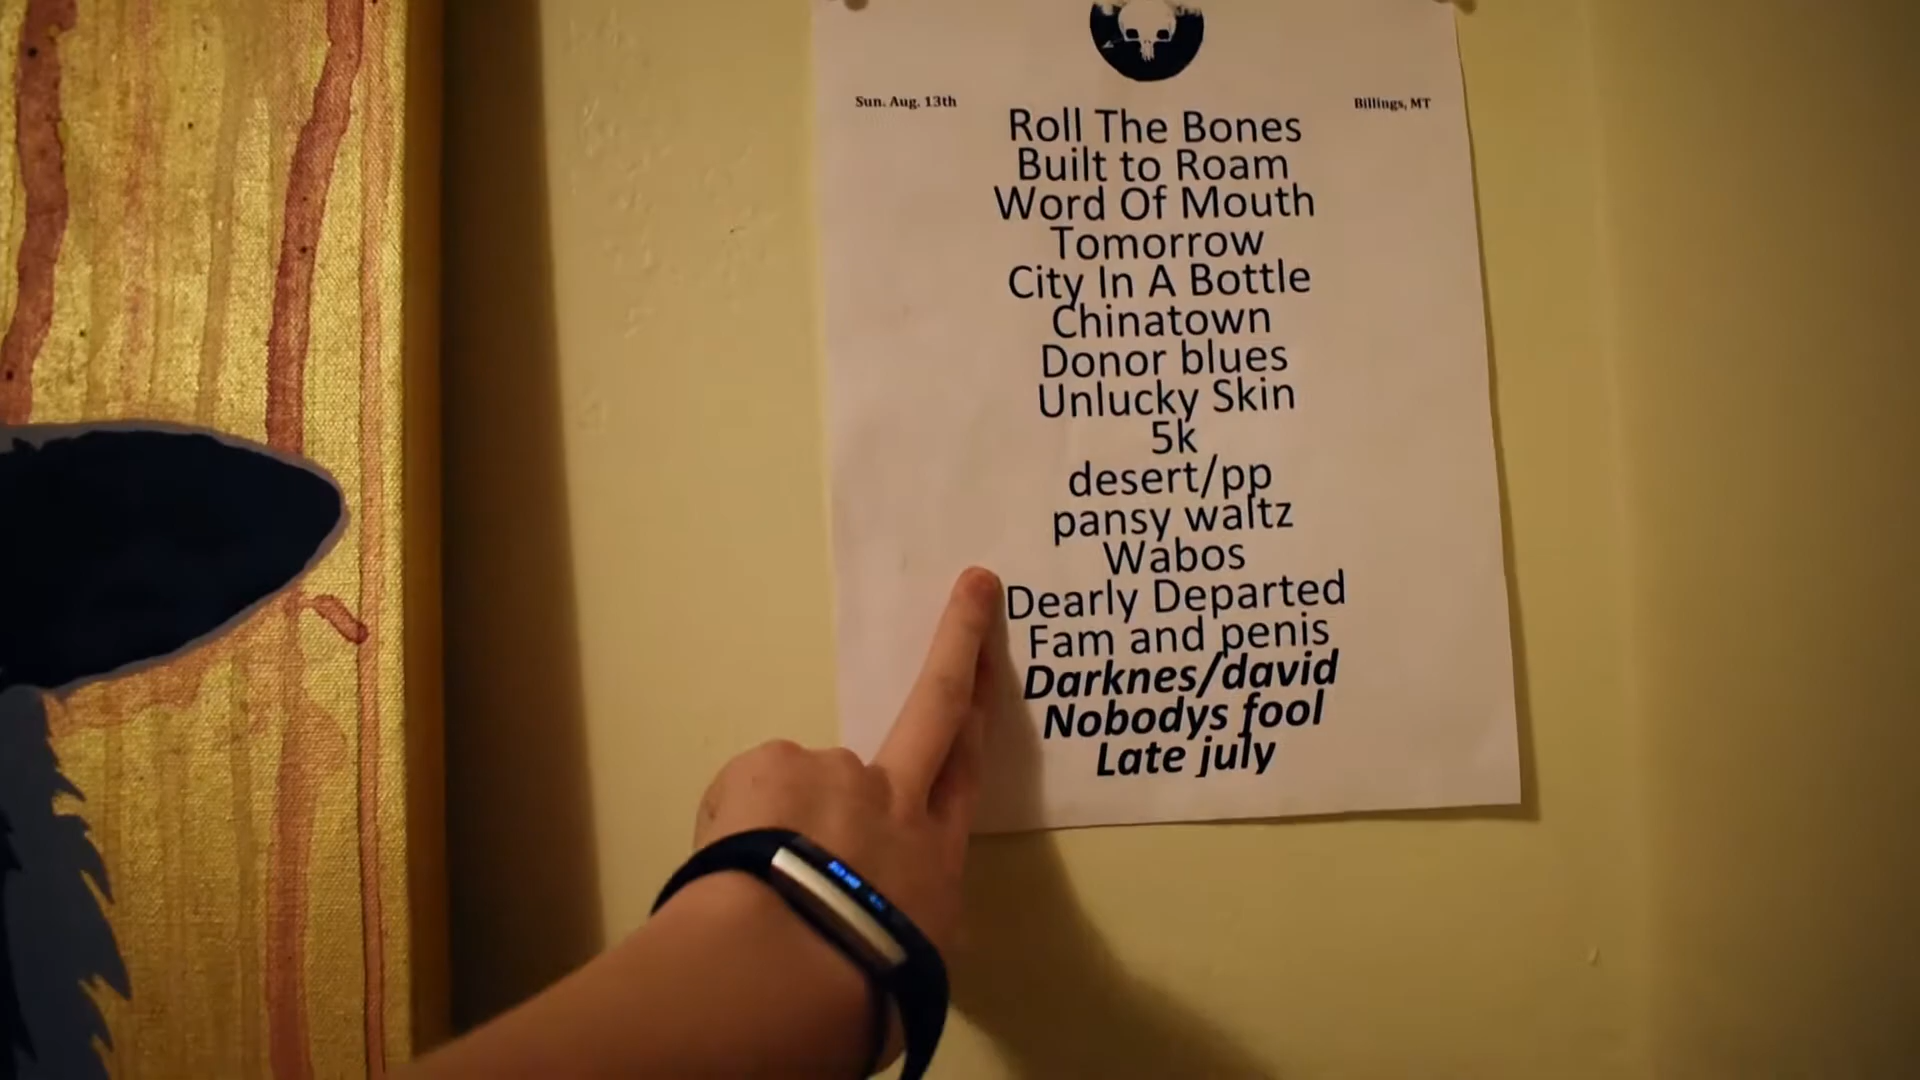 Sun. Aug. 13th
Billings, MT
Roll The Bones
Built to Roam
Word Of Mouth
Tomorrow
City In A Bottle
Chinatown
Donor blues
Unlucky Skin
5k
desert/pp
pansy waltz
Wabos
Dearly Departed
Fam and penis
Darknes/david
Nobodys fool
Late july